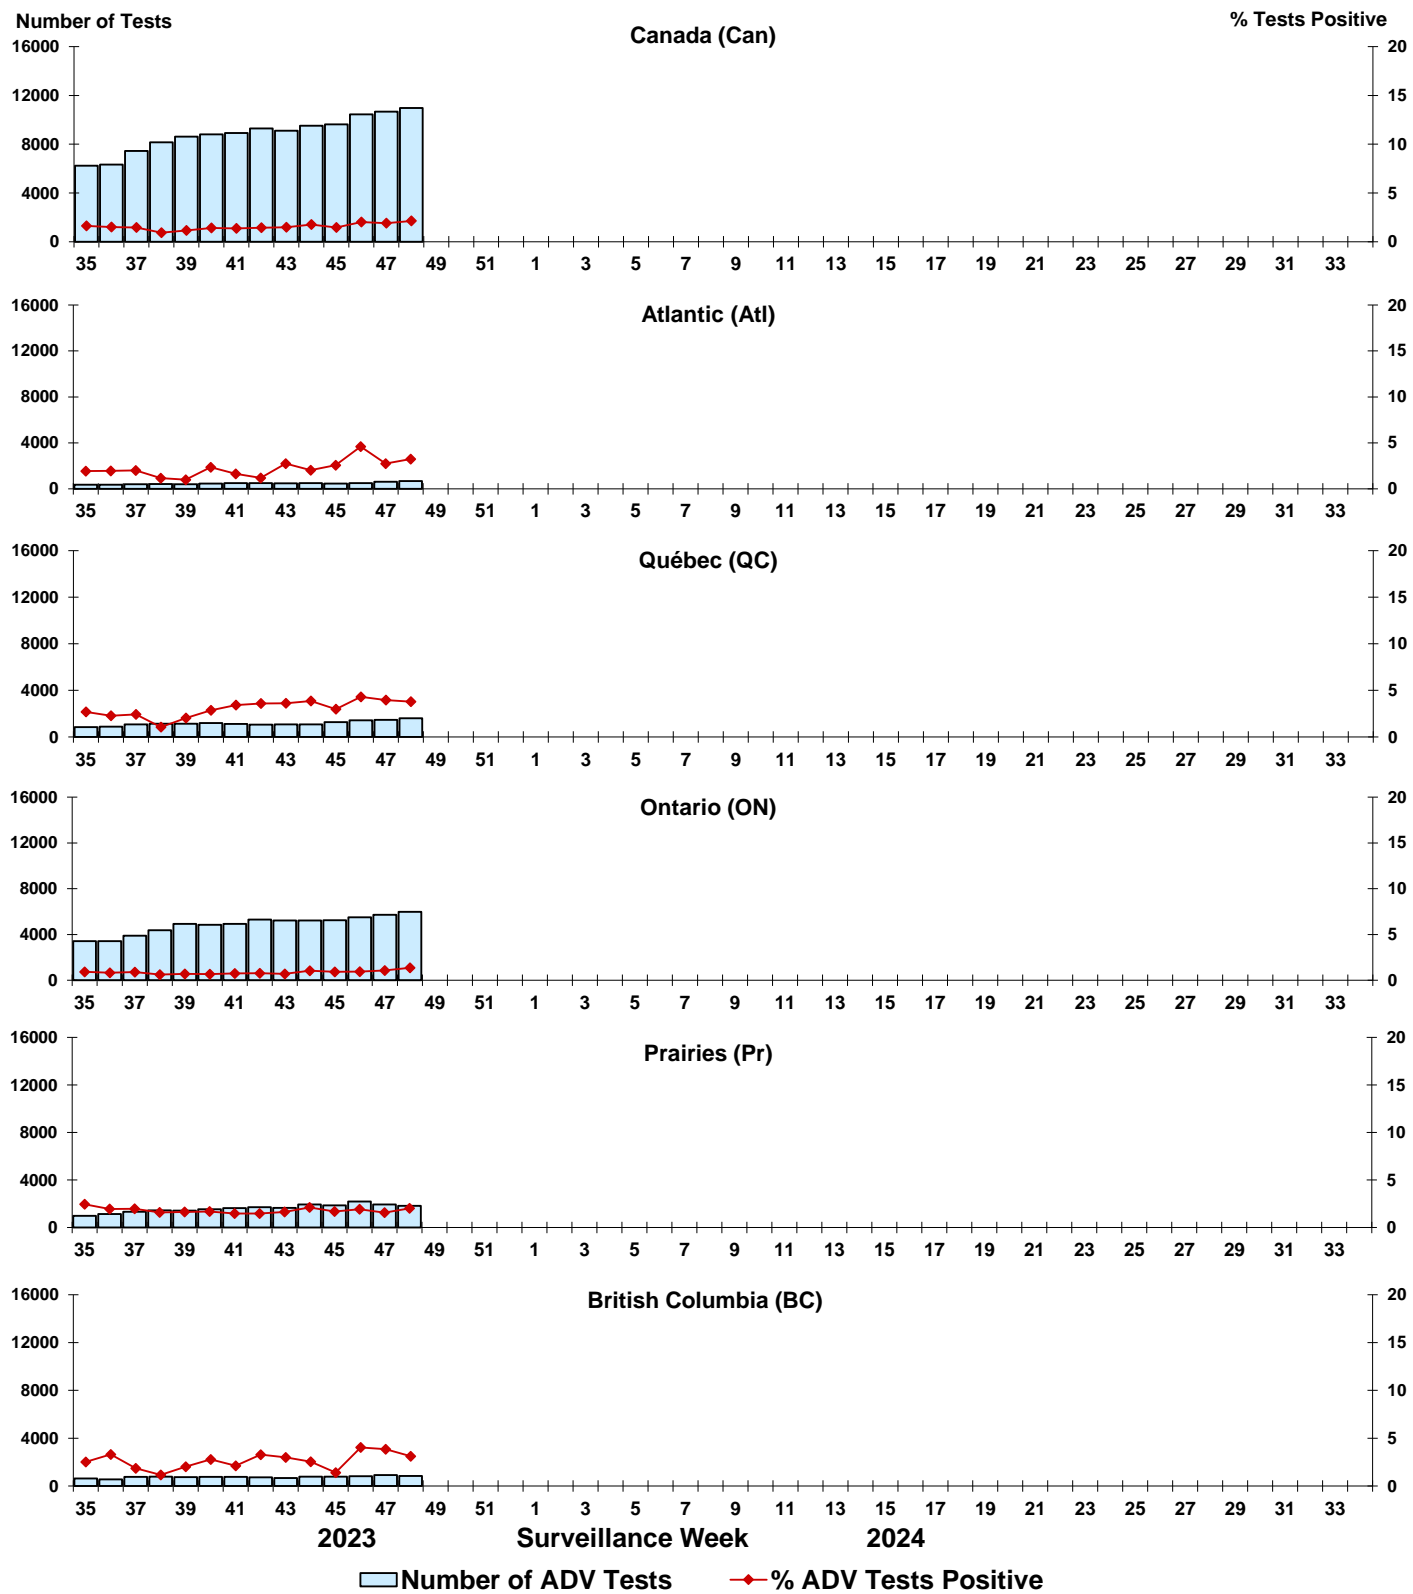 Number of Tests
% Tests Positive
Canada (Can)
16000 20
12000 15
8000 10
4000 5
0 0
35 37 39 41 43 45 47 49 51 1 3 5 7 9 11 13 15 17 19 21 23 25 27 29 31 33
Atlantic (Atl)
16000 20
12000 15
8000 10
4000 5
0 0
35 37 39 41 43 45 47 49 51 1 3 5 7 9 11 13 15 17 19 21 23 25 27 29 31 33
Québec (QC)
16000 20
12000 15
8000 10
4000 5
0 0
35 37 39 41 43 45 47 49 51 1 3 5 7 9 11 13 15 17 19 21 23 25 27 29 31 33
Ontario (ON)
16000 20
12000 15
8000 10
4000 5
0 0
35 37 39 41 43 45 47 49 51 1 3 5 7 9 11 13 15 17 19 21 23 25 27 29 31 33
Prairies (Pr)
16000 20
12000 15
8000 10
4000 5
0 0
35 37 39 41 43 45 47 49 51 1 3 5 7 9 11 13 15 17 19 21 23 25 27 29 31 33
British Columbia (BC)
16000 20
12000 15
8000 10
4000 5
0 0
35 37 39 41 43 45 47 49 51 1 3 5 7 9 11 13 15 17 19 21 23 25 27 29 31 33
2023 Surveillance Week 2024
Number of ADV Tests % ADV Tests Positive